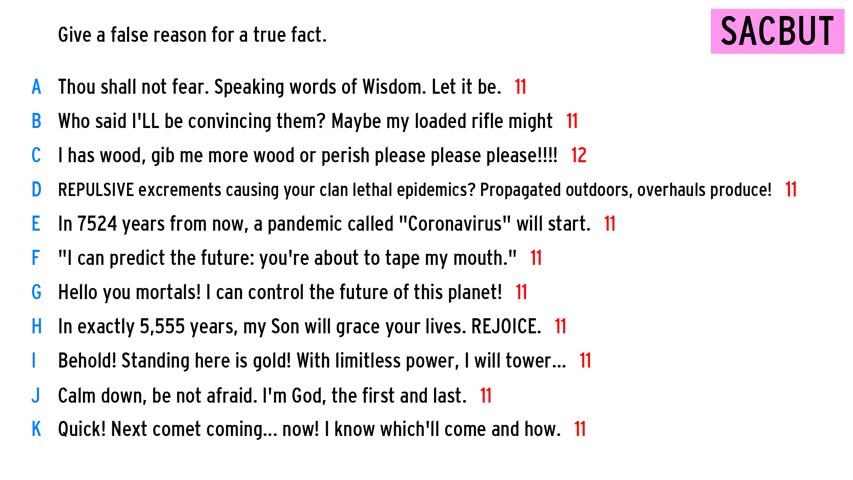 Give a false reason for a true fact.
SACBUT
A Thou shall not fear. Speaking words of Wisdom. Let it be. 11
B Who said I'LL be convincing them? Maybe my loaded rifle might 11
C I has wood, gib me more wood or perish please please please!!!! 12
D REPULSIVE excrements causing your clan lethal epidemics? Propagated outdoors, overhauls produce! 11
E In 7524 years from now, a pandemic called "Coronavirus" will start. 11
F "I can predict the future: you're about to tape my mouth." 11
G Hello you mortals! I can control the future of this planet! 11
H In exactly 5,555 years, my Son will grace your lives. REJOICE. 11
I Behold! Standing here is gold! With limitless power, I will tower... 11
J Calm down, be not afraid. I'm God, the first and last. 11
K Quick! Next comet coming... now! I know which'll come and how. 11